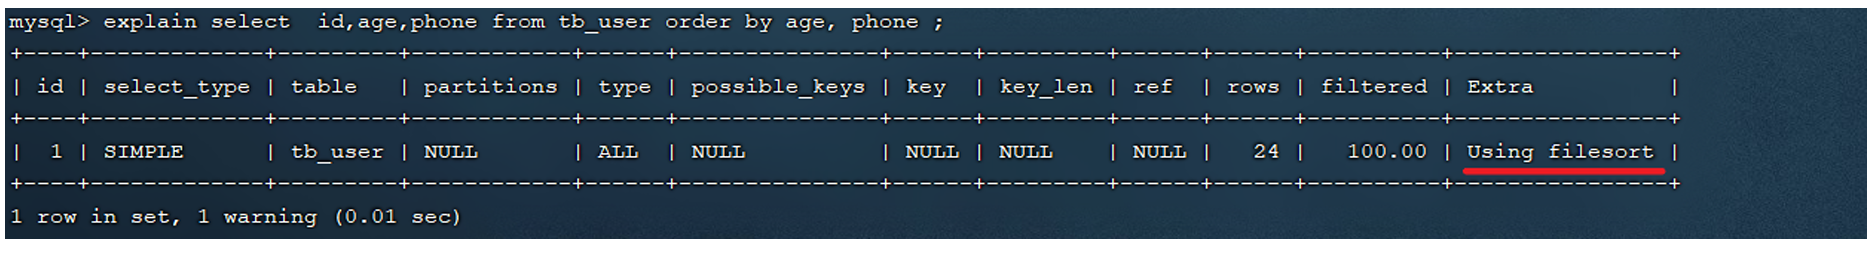 mysql> explain select  id,age,phone from tb_user order by age, phone ;
+----+-------------+---------+------------+------+---------------+------+---------+------+------+----------+----------------+
| id | select_type | table   | partitions | type | possible_keys | key  | key_len | ref  | rows | filtered | Extra          |
+----+-------------+---------+------------+------+---------------+------+---------+------+------+----------+----------------+
|  1 | SIMPLE      | tb_user | NULL       | ALL  | NULL          | NULL | NULL    | NULL |   24 |   100.00 | Using filesort |
+----+-------------+---------+------------+------+---------------+------+---------+------+------+----------+----------------+
1 row in set, 1 warning (0.01 sec)